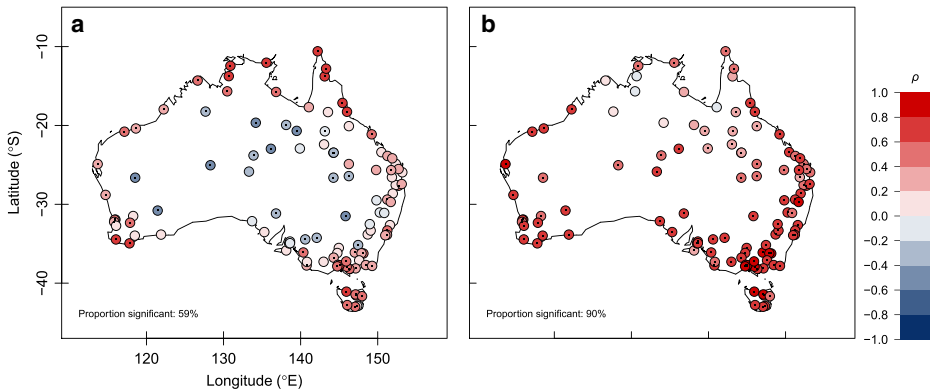 a
b
−10
−20
−30
−40
Latitude (°S)
Proportion significant: 59%
Proportion significant: 90%
120
130
140
150
Longitude (°E)
ρ
1.0
0.8
0.6
0.4
0.2
0.0
−0.2
−0.4
−0.6
−0.8
−1.0